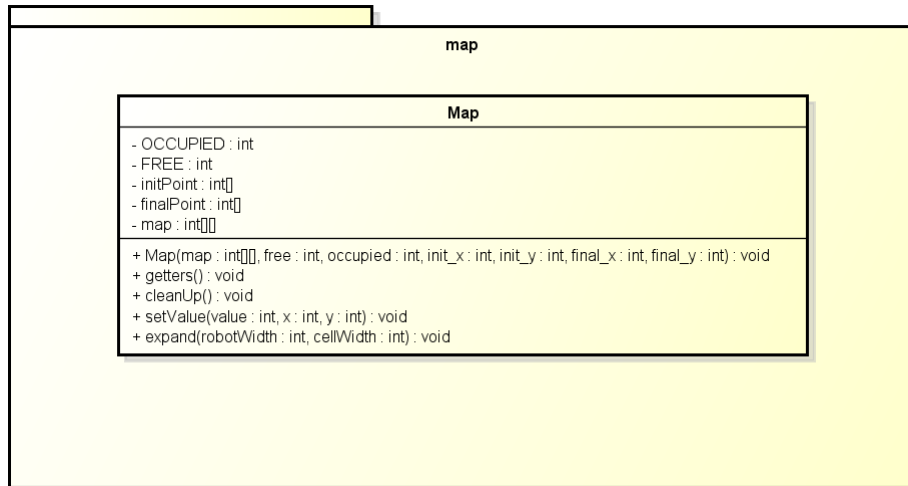 map
Map
- OCCUPIED : int
- FREE : int
- initPoint : int[]
- finalPoint : int[]
- map : int[][]
+ Map(map : int[][], free : int, occupied : int, init_x : int, init_y : int, final_x : int, final_y : int) : void
+ getters() : void
+ cleanUp() : void
+ setValue(value : int, x : int, y : int) : void
+ expand(robotWidth : int, cellWidth : int) : void